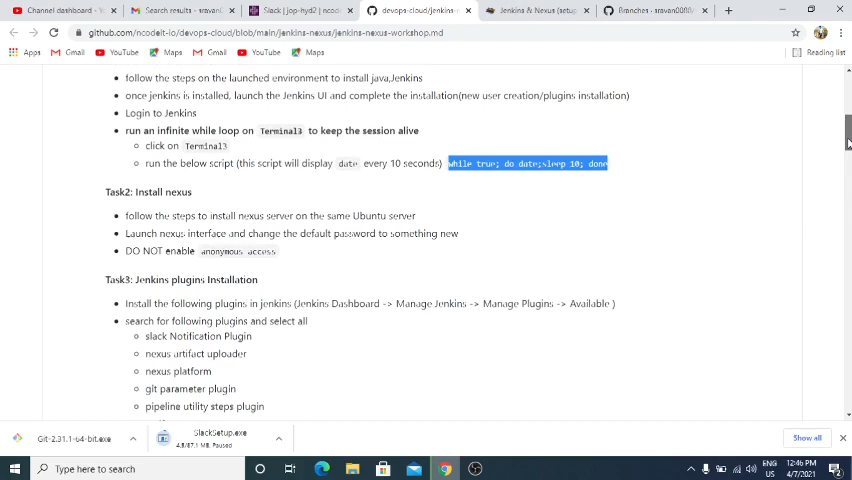 Channel dashboard - Y
Search results - sravan0
Slack | jop-hyd2 | ncode
devops-cloud/jenkins-
Jenkins & Nexus (setup
Branches · sravan0088/
github.com/ncodeit-io/devops-cloud/blob/main/jenkins-nexus/jenkins-nexus-workshop.md
Apps
Gmail
YouTube
Maps
Gmail
YouTube
Maps
Reading list
follow the steps on the launched environment to install java,Jenkins
once jenkins is installed, launch the Jenkins UI and complete the installation(new user creation/plugins installation)
Login to Jenkins
run an infinite while loop on Terminal3 to keep the session alive
click on Terminal3
run the below script (this script will display date every 10 seconds) while true; do date;sleep 10; done
Task2: Install nexus
follow the steps to install nexus server on the same Ubuntu server
Launch nexus interface and change the default password to something new
DO NOT enable anonymous access
Task3: Jenkins plugins Installation
Install the following plugins in jenkins (Jenkins Dashboard -> Manage Jenkins -> Manage Plugins -> Available )
search for following plugins and select all
slack Notification Plugin
nexus artifact uploader
nexus platform
git parameter plugin
pipeline utility steps plugin
Git-2.31.1-64-bit.exe
SlackSetup.exe
4.8/87.1 MB, Paused
Show all
Type here to search
ENG
US
12:46 PM
4/7/2021
2